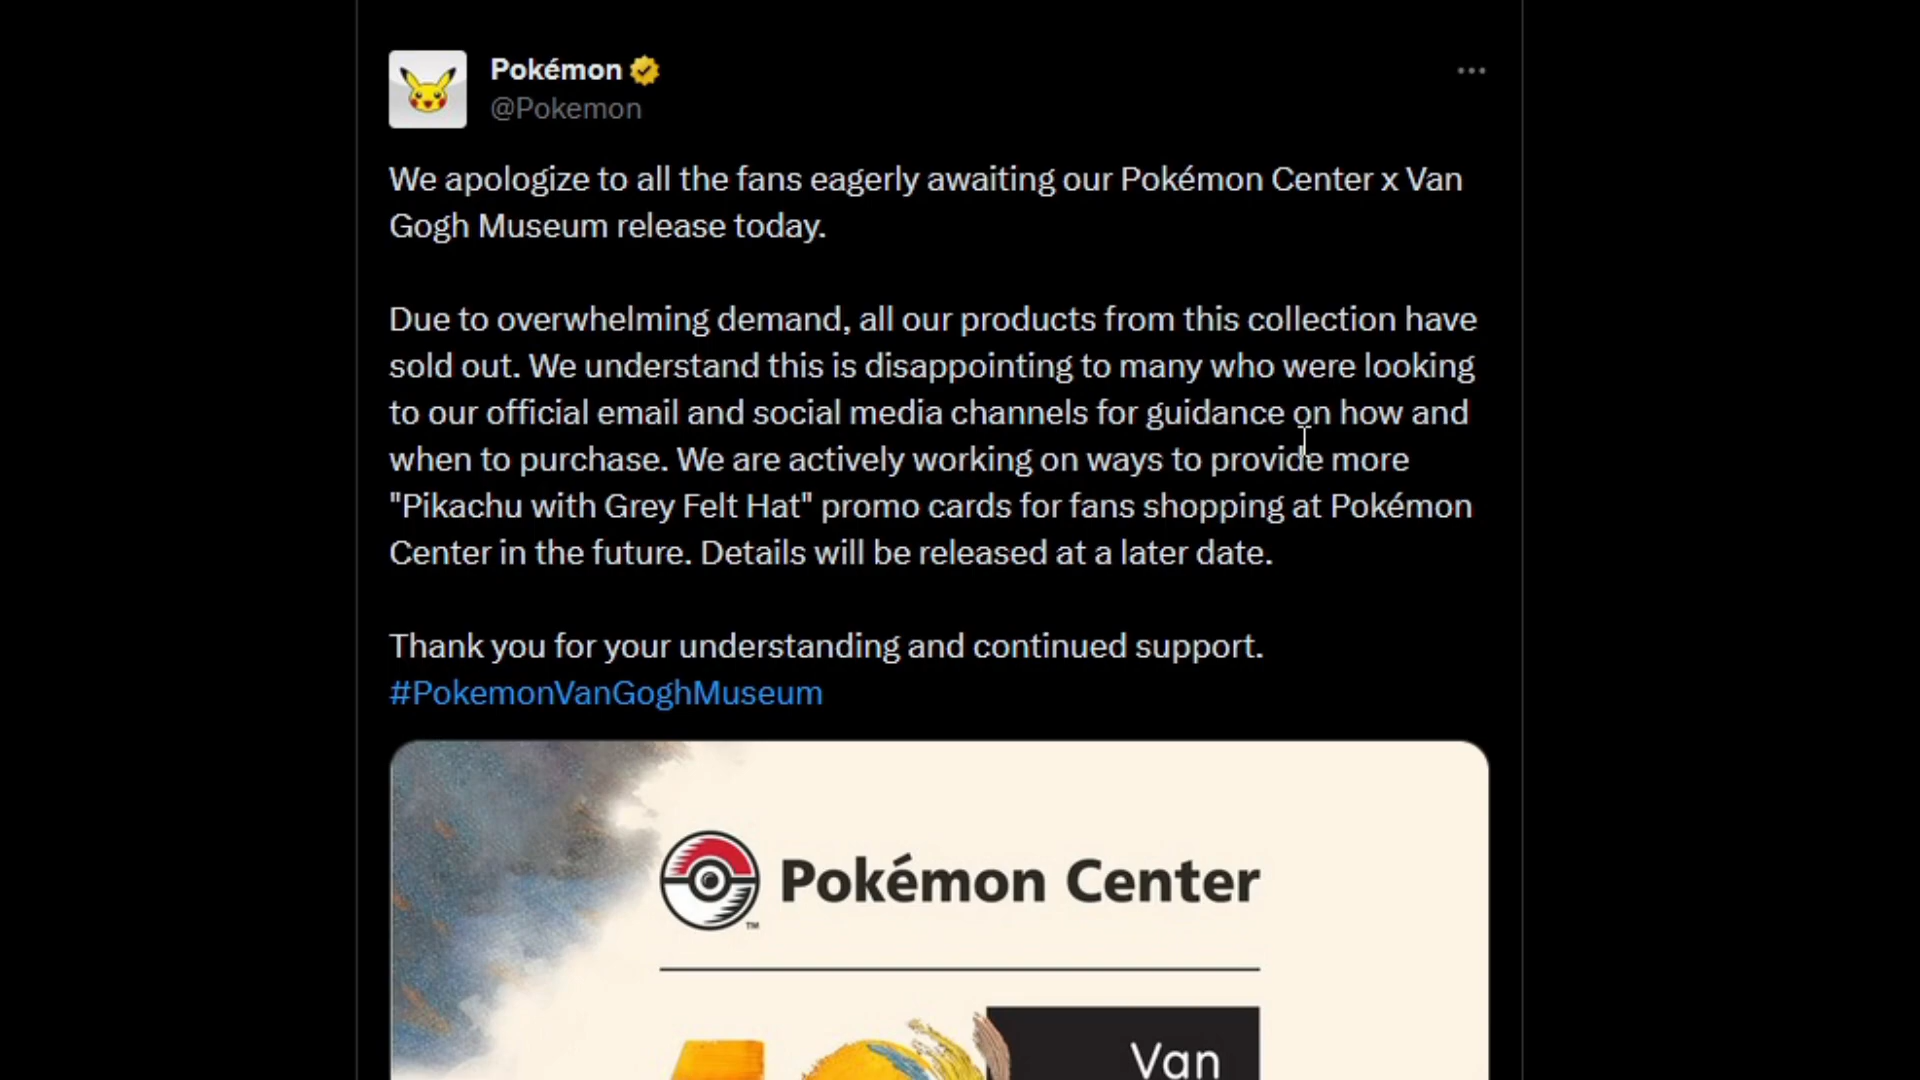 Pokémon
@Pokemon
We apologize to all the fans eagerly awaiting our Pokémon Center x Van
Gogh Museum release today.
Due to overwhelming demand, all our products from this collection have
sold out. We understand this is disappointing to many who were looking
to our official email and social media channels for guidance on how and
when to purchase. We are actively working on ways to provide more
"Pikachu with Grey Felt Hat" promo cards for fans shopping at Pokémon
Center in the future. Details will be released at a later date.
Thank you for your understanding and continued support.
#PokemonVanGoghMuseum
Pokémon Center
TM
Van